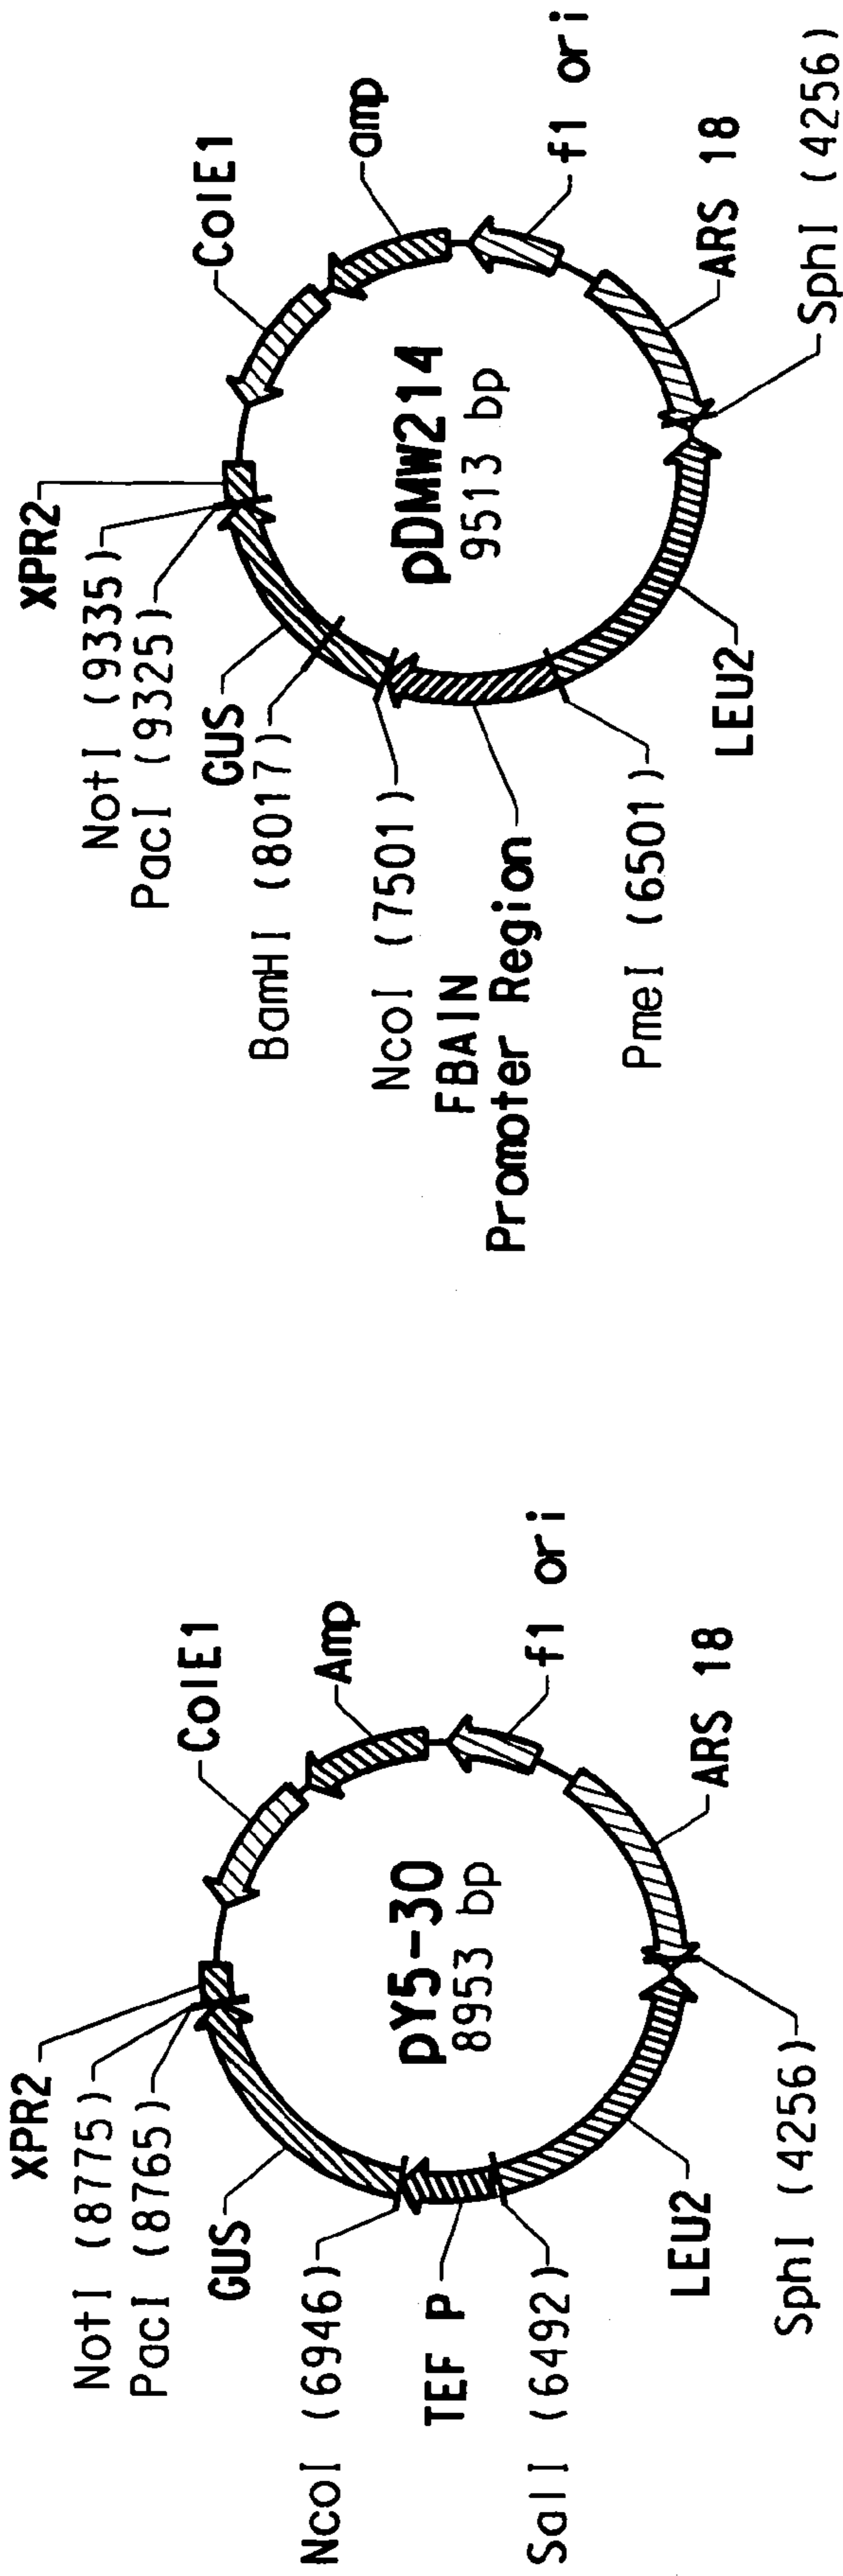 XPR2
NotI (8775)
PacI (8765)
GUS
NcoI (6946)
TEF P
SalI (6492)
LEU2
SphI (4256)
ARS 18
f1 ori
Amp
ColE1
pY5-30
8953 bp
XPR2
NotI (9335)
PacI (9325)
GUS
BamHI (8017)
NcoI (7501)
FBAIN
Promoter Region
PmeI (6501)
LEU2
SphI (4256)
ARS 18
f1 ori
amp
ColE1
pDMW214
9513 bp